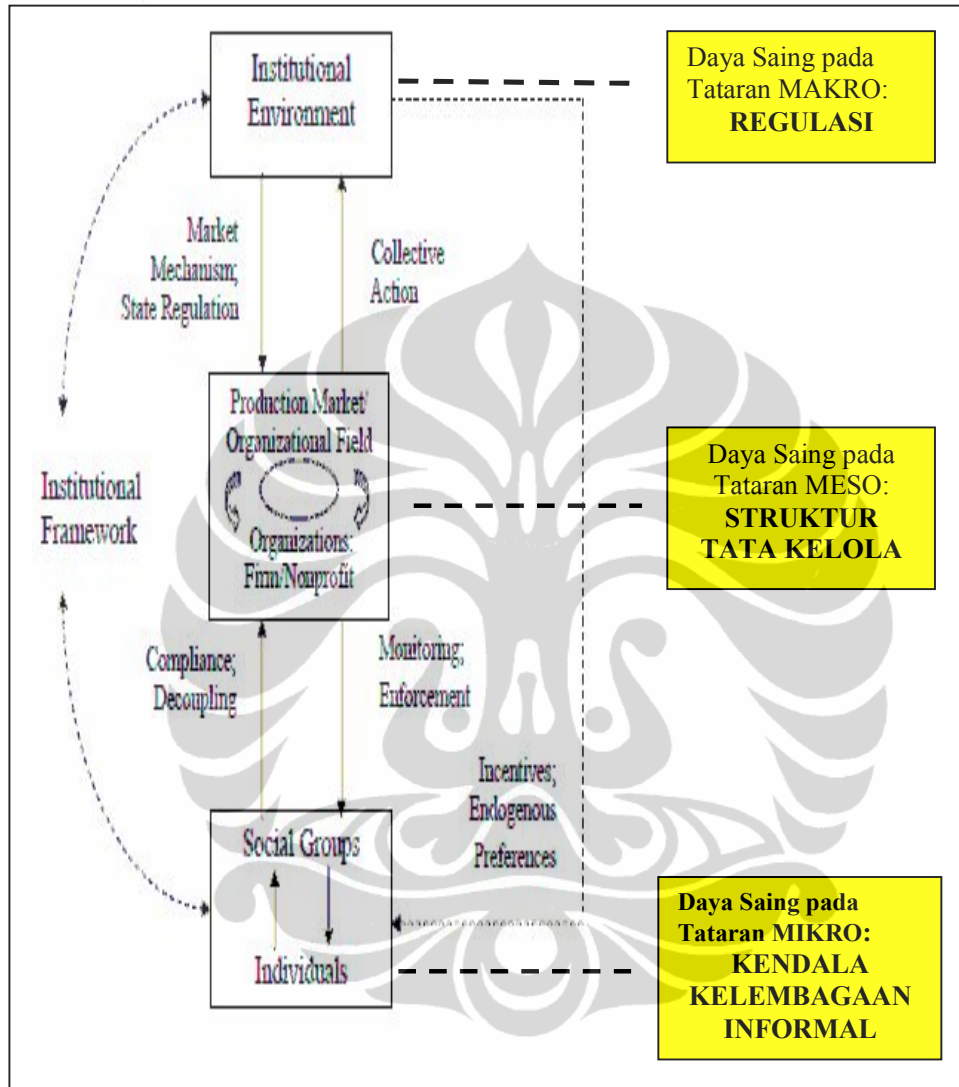 Institutional
Environment
Daya Saing pada
Tataran MAKRO:
REGULASI
Market
Mechanism;
State Regulation
Collective
Action
Production Market/
Organizational Field
Organizations:
Firm/Nonprofit
Daya Saing pada
Tataran MESO:
STRUKTUR
TATA KELOLA
Institutional
Framework
Compliance;
Decoupling
Monitoring;
Enforcement
Incentives;
Endogenous
Preferences
Social Groups
Individuals
Daya Saing pada
Tataran MIKRO:
KENDALA
KELEMBAGAAN
INFORMAL